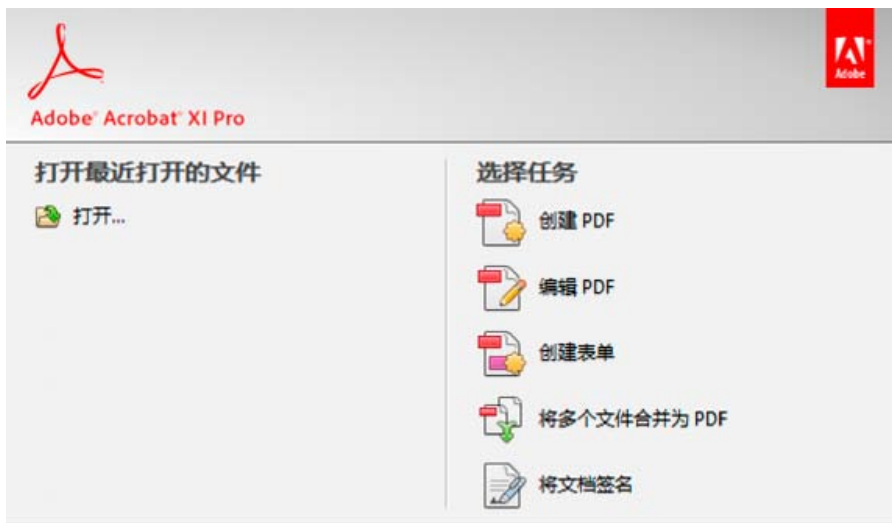 Adobe
Adobe® Acrobat® XI Pro
打开最近打开的文件
打开...
选择任务
创建 PDF
编辑 PDF
创建表单
将多个文件合并为 PDF
将文档签名